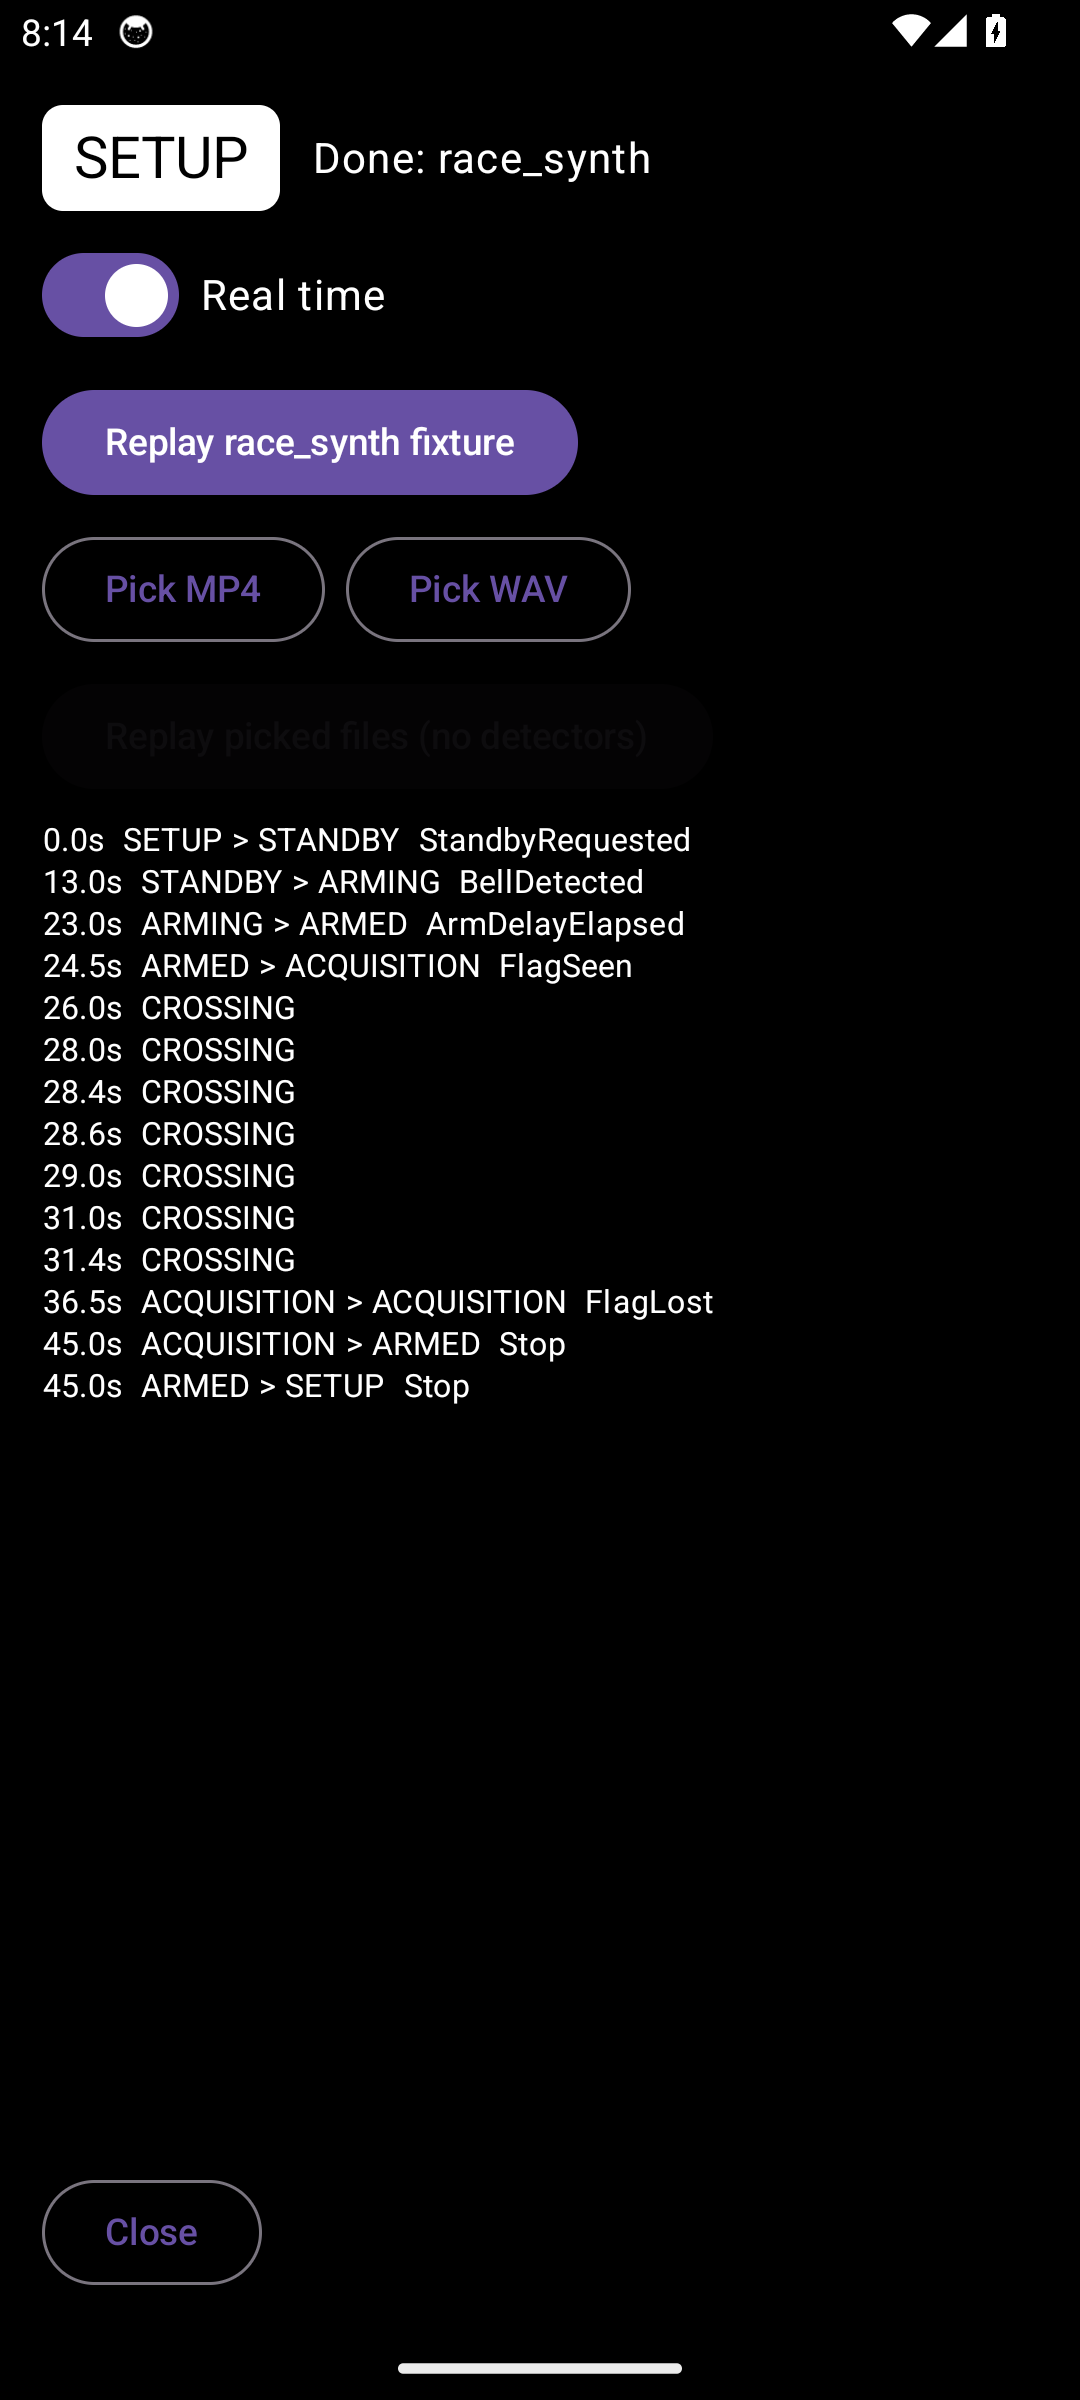 8:14
SETUP Done: race_synth
Real time
Replay race_synth fixture
Pick MP4 Pick WAV
Replay picked files (no detectors)
0.0s SETUP > STANDBY StandbyRequested
13.0s STANDBY > ARMING BellDetected
23.0s ARMING > ARMED ArmDelayElapsed
24.5s ARMED > ACQUISITION FlagSeen
26.0s CROSSING
28.0s CROSSING
28.4s CROSSING
28.6s CROSSING
29.0s CROSSING
31.0s CROSSING
31.4s CROSSING
36.5s ACQUISITION > ACQUISITION FlagLost
45.0s ACQUISITION > ARMED Stop
45.0s ARMED > SETUP Stop
Close